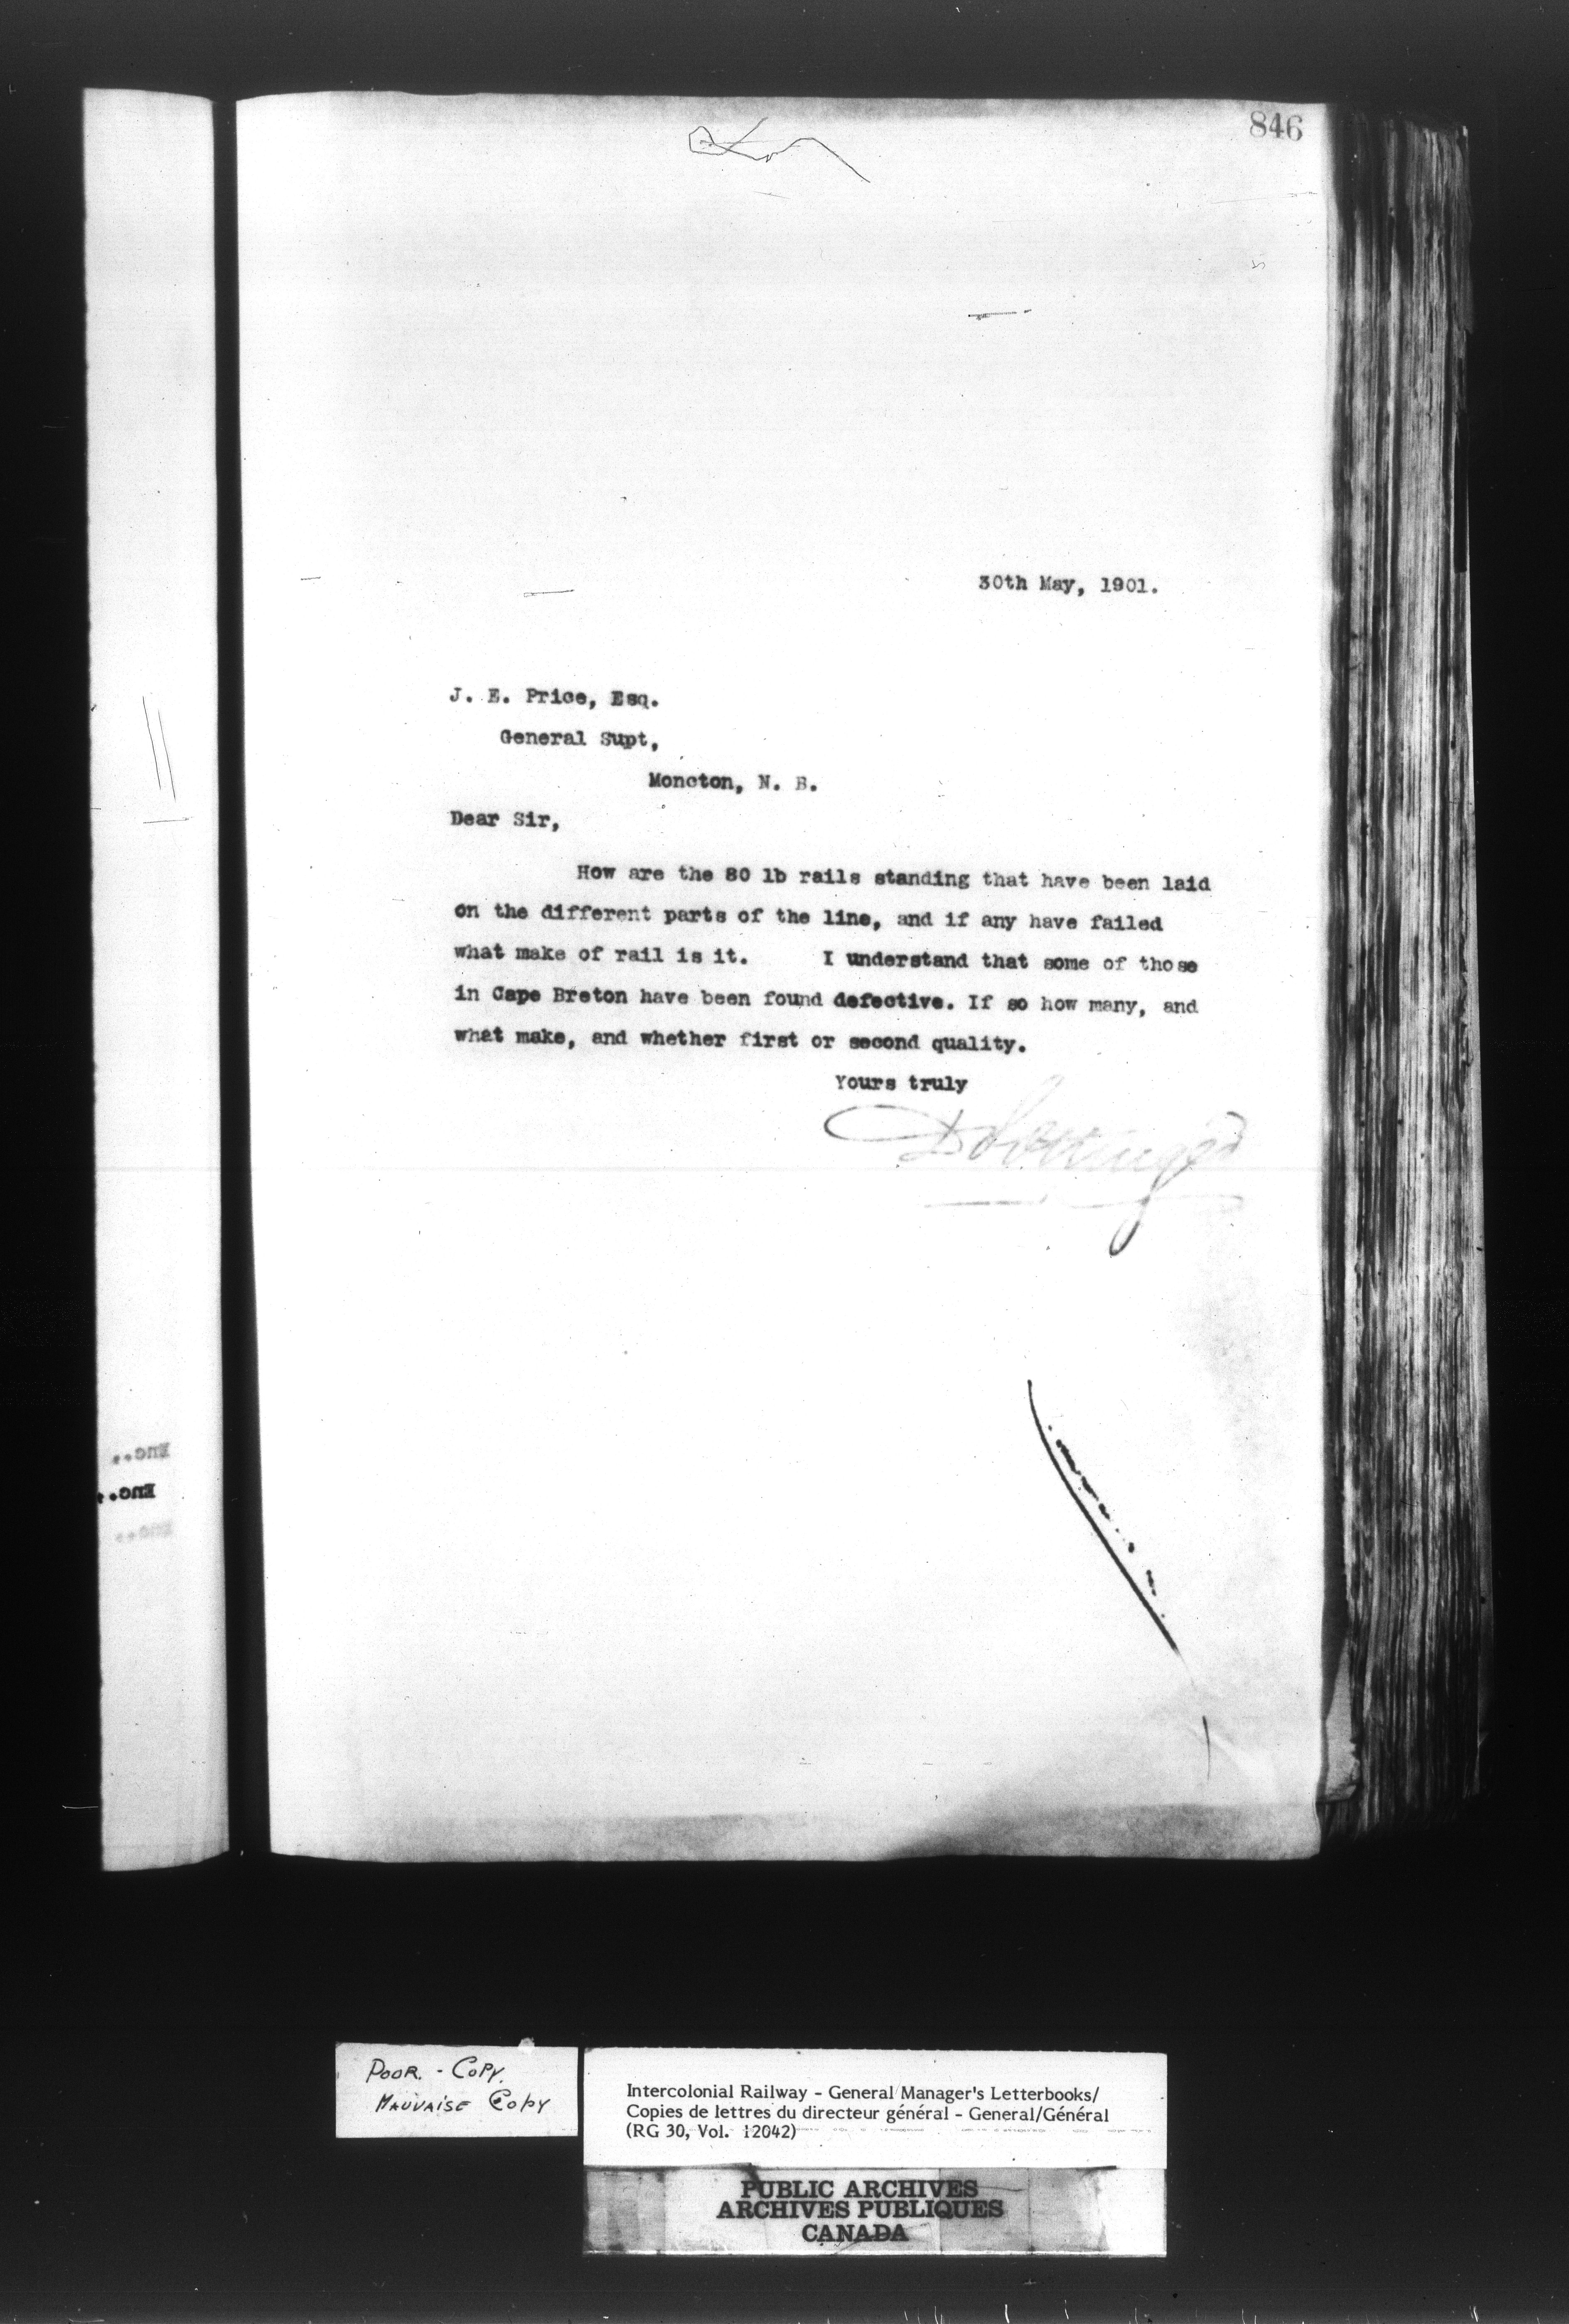 846
30th May, 1901.
J. E. Price, Esq.
General Supt,
Moncton, N. B.
Dear Sir,
How are the 80 lb rails standing that have been laid
on the different parts of the line, and if any have failed
what make of rail is it. I understand that some of those
in Cape Breton have been found defective. If so how many, and
what make, and whether first or second quality.
Yours truly
D Pottinger
Enc..
Enc..
Enc..
POOR. - COPY.
MAUVAISE COPY
Intercolonial Railway - General Manager's Letterbooks/
Copies de lettres du directeur général - General/Général
(RG 30, Vol. 12042)
PUBLIC ARCHIVES
ARCHIVES PUBLIQUES
CANADA